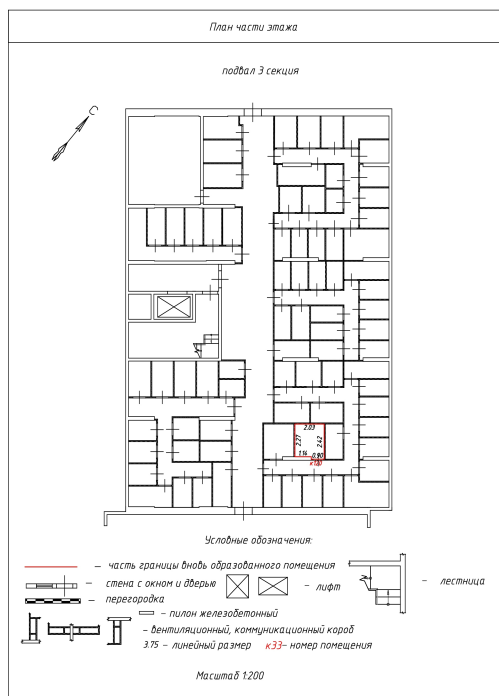 План части этажа
подвал 3 секция
С
2.03
2.27
2.42
1.14 0.90
Условные обозначения:
– часть границы вновь образованного помещения
– стена с окном и дверью
– лифт
– лестница
– перегородка
– пилон железобетонный
– вентиляционный, коммуникационный короб
3.75 – линейный размер кЗЗ– номер помещения
Масштаб 1:200